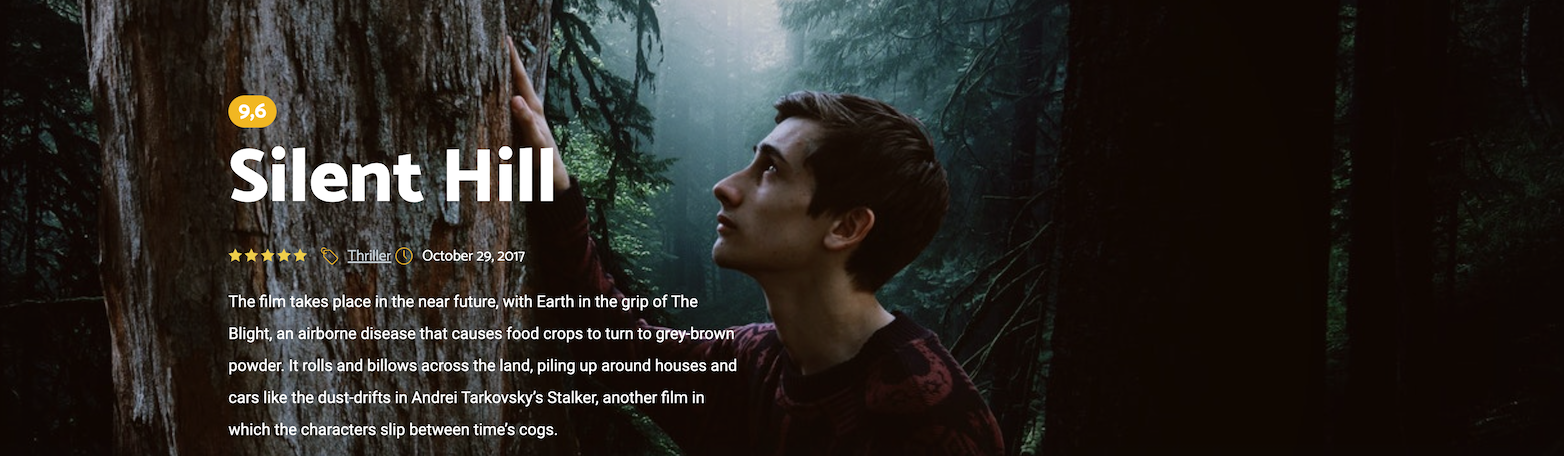 9,6
Silent Hill
Thriller October 29, 2017
The film takes place in the near future, with Earth in the grip of The
Blight, an airborne disease that causes food crops to turn to grey-brown
powder. It rolls and billows across the land, piling up around houses and
cars like the dust-drifts in Andrei Tarkovsky’s Stalker, another film in
which the characters slip between time’s cogs.